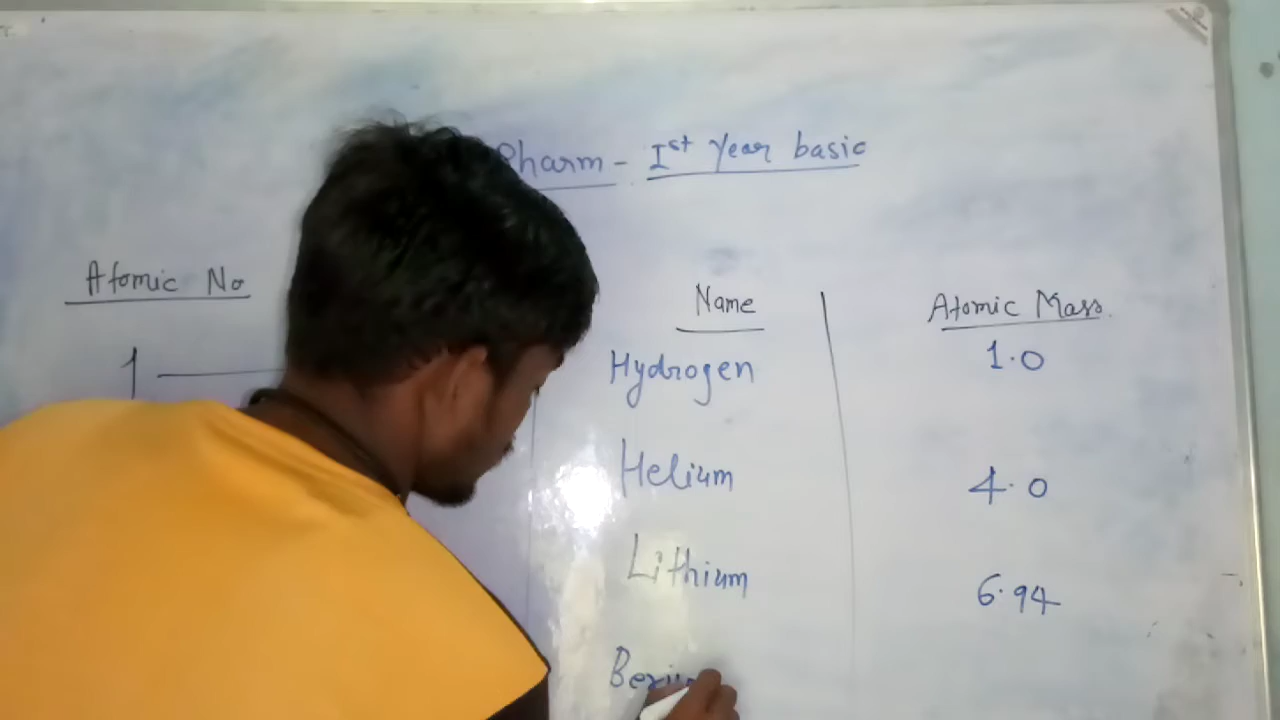 Pharm - Ist Year basic
Atomic No
Name
Atomic Mass.
1
Hydrogen
1.0
Helium
4.0
Lithium
6.94